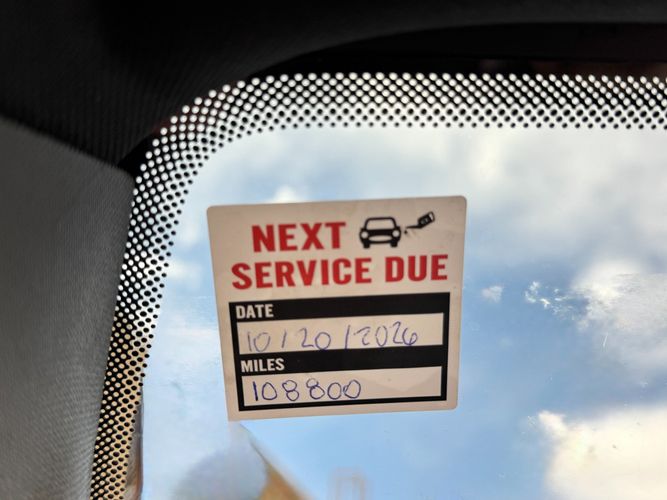 NEXT
SERVICE DUE
DATE
10/20/2026
MILES
108800